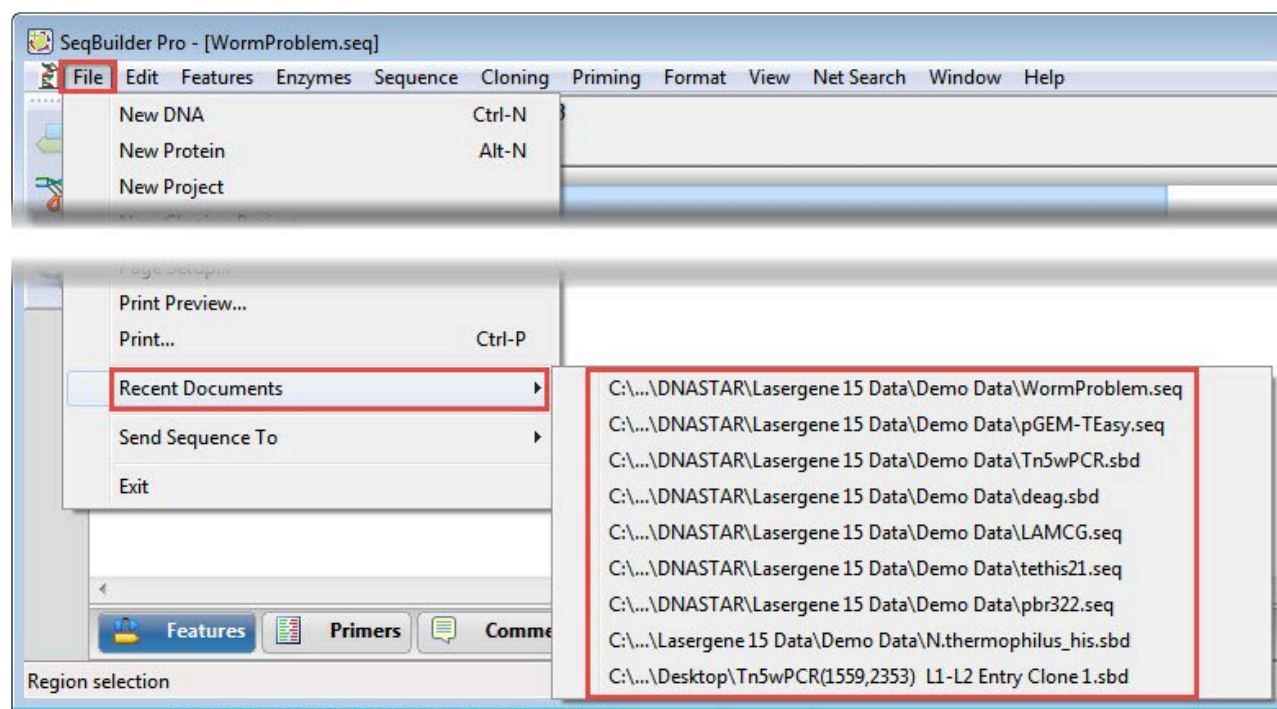 SeqBuilder Pro - [WormProblem.seq]
File Edit Features Enzymes Sequence Cloning Priming Format View Net Search Window Help
New DNA Ctrl-N
New Protein Alt-N
New Project
Page Setup...
Print Preview...
Print... Ctrl-P
Recent Documents
Send Sequence To
Exit
C:\...\DNASTAR\Lasergene 15 Data\Demo Data\WormProblem.seq
C:\...\DNASTAR\Lasergene 15 Data\Demo Data\pGEM-TEasy.seq
C:\...\DNASTAR\Lasergene 15 Data\Demo Data\Tn5wPCR.sbd
C:\...\DNASTAR\Lasergene 15 Data\Demo Data\deag.sbd
C:\...\DNASTAR\Lasergene 15 Data\Demo Data\LAMCG.seq
C:\...\DNASTAR\Lasergene 15 Data\Demo Data\tethis21.seq
C:\...\DNASTAR\Lasergene 15 Data\Demo Data\pbr322.seq
C:\...\Lasergene 15 Data\Demo Data\N.thermophilus_his.sbd
C:\...\Desktop\Tn5wPCR(1559,2353) L1-L2 Entry Clone 1.sbd
Features Primers Comme
Region selection